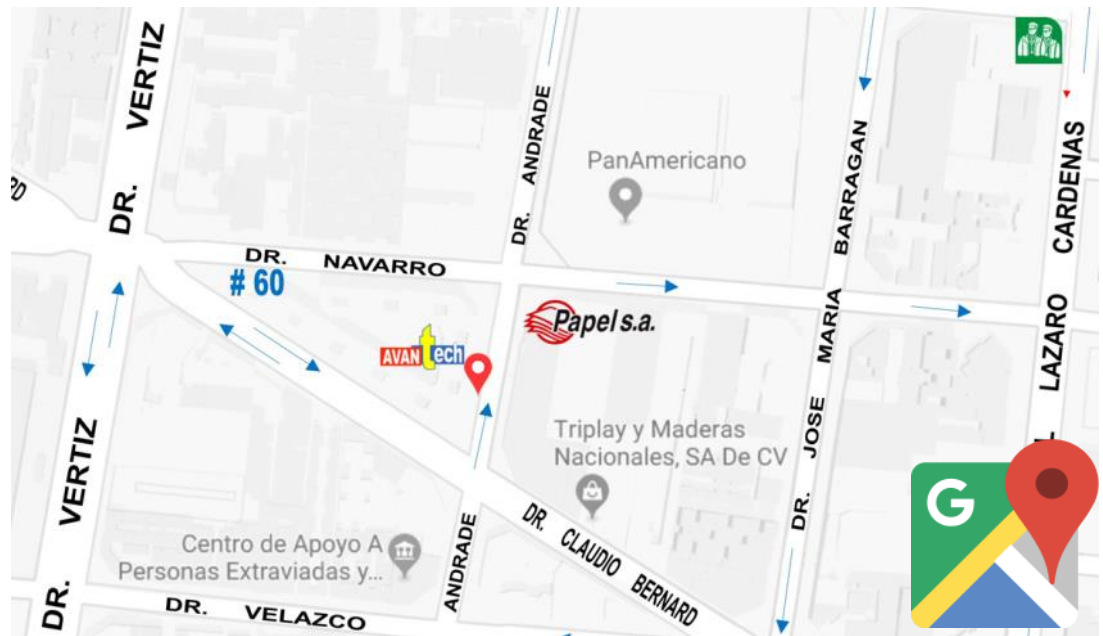 DR. VERTIZ
DR. ANDRADE
DR. JOSE MARIA BARRAGAN
LAZARO CARDENAS
PanAmericano
DR. NAVARRO
# 60
Papel s.a.
AVANtech
Triplay y Maderas
Nacionales, SA De CV
DR. VERTIZ
Centro de Apoyo A
Personas Extraviadas y...
ANDRADE
DR. CLAUDIO BERNARD
DR. VELAZCO
G